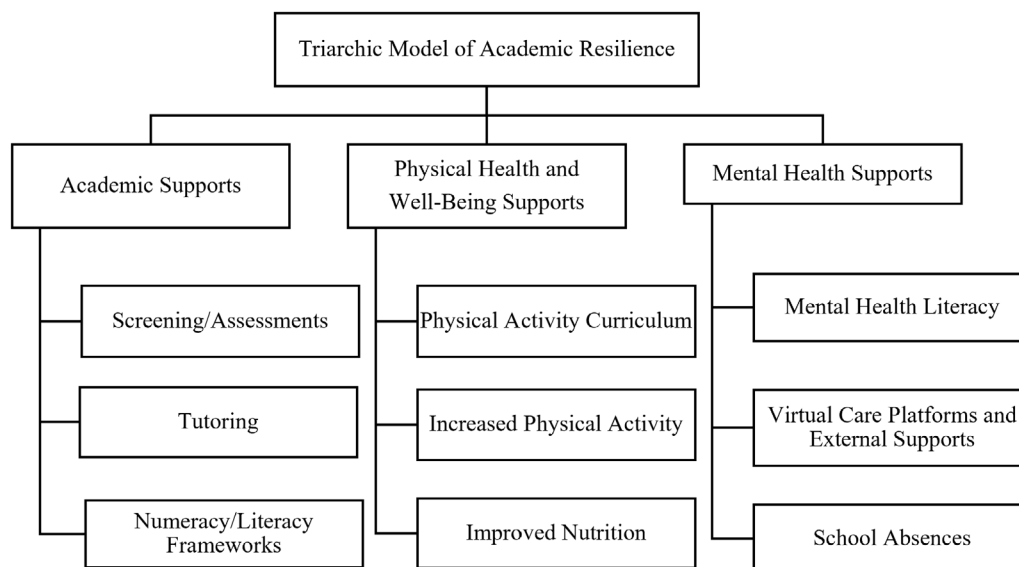 Triarchic Model of Academic Resilience
Academic Supports
Screening/Assessments
Tutoring
Numeracy/Literacy
Frameworks
Physical Health and
Well-Being Supports
Physical Activity Curriculum
Increased Physical Activity
Improved Nutrition
Mental Health Supports
Mental Health Literacy
Virtual Care Platforms and
External Supports
School Absences